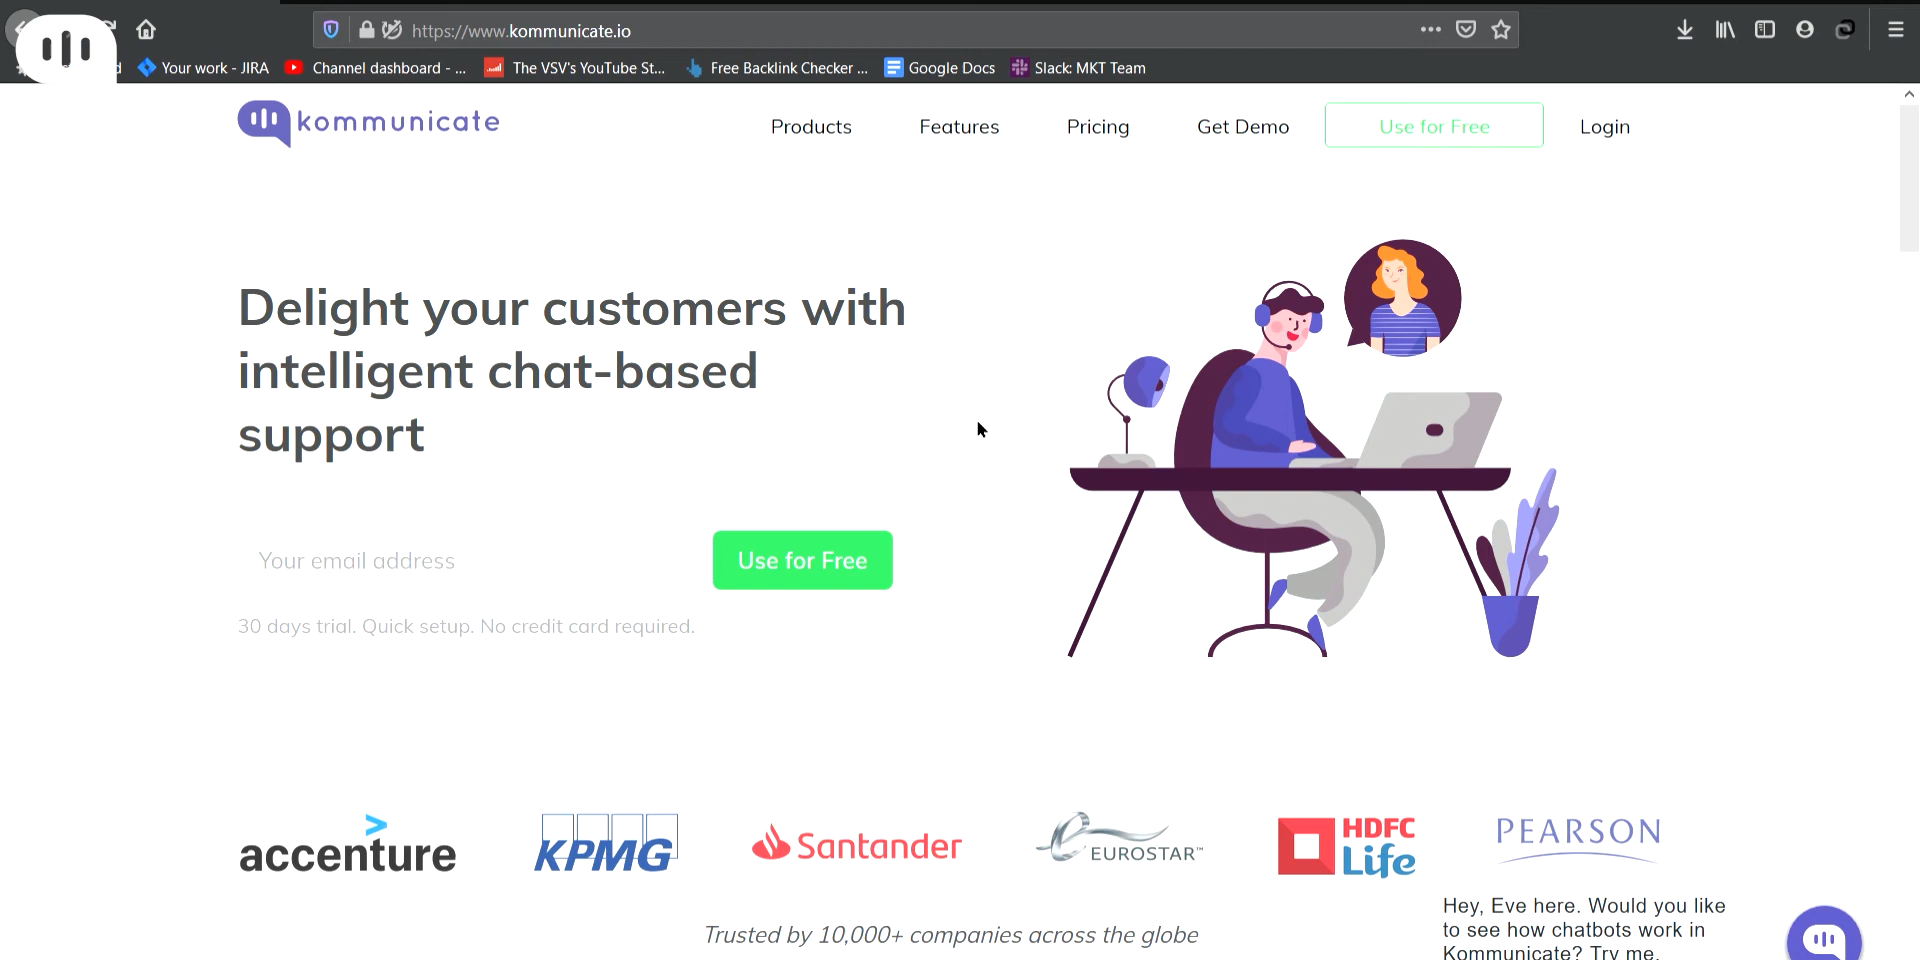 https://www.kommunicate.io
Your work - JIRA
Channel dashboard - ...
The VSV's YouTube St...
Free Backlink Checker ...
Google Docs
Slack: MKT Team
kommunicate
Products
Features
Pricing
Get Demo
Use for Free
Login
Delight your customers with
intelligent chat-based
support
Your email address
Use for Free
30 days trial. Quick setup. No credit card required.
accenture
KPMG
Santander
EUROSTAR™
HDFC
Life
PEARSON
Trusted by 10,000+ companies across the globe
Hey, Eve here. Would you like
to see how chatbots work in
Kommunicate? Try me.